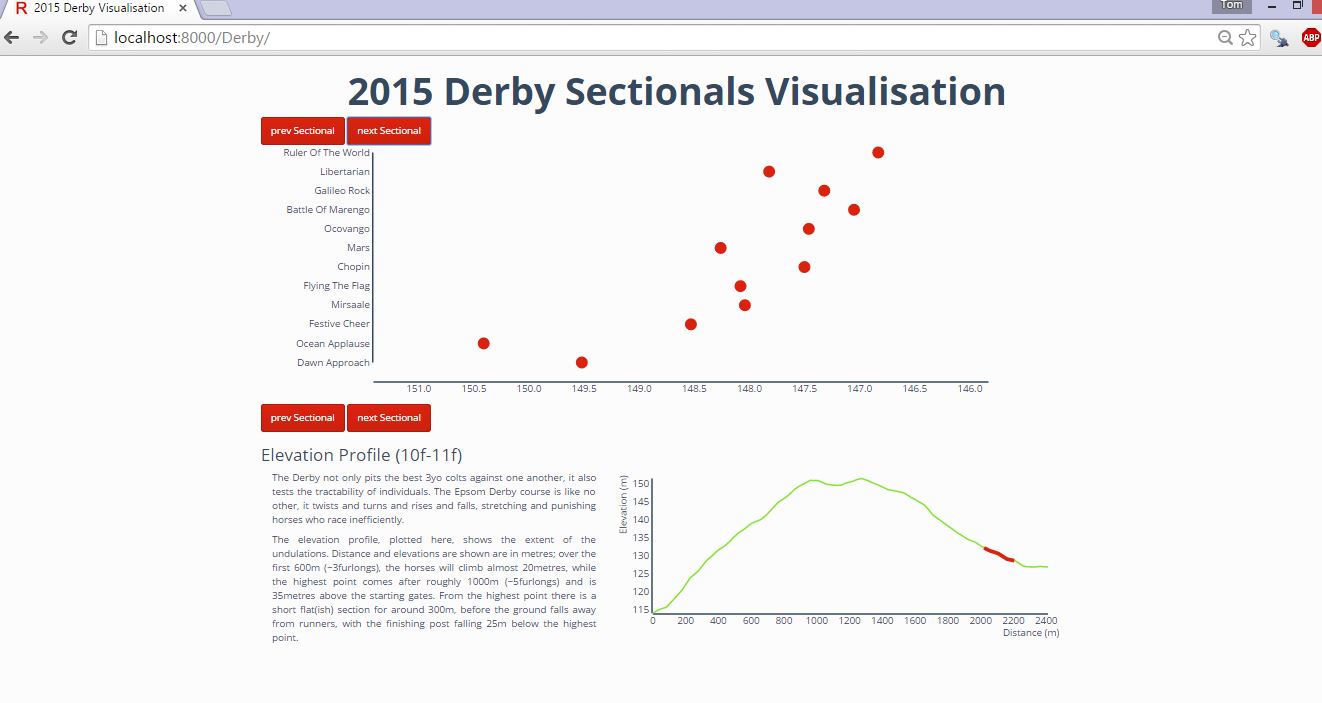 R 2015 Derby Visualisation ×
Tom
localhost:8000/Derby/
ABP
2015 Derby Sectionals Visualisation
prev Sectional next Sectional
Ruler Of The World
Libertarian
Galileo Rock
Battle Of Marengo
Ocovango
Mars
Chopin
Flying The Flag
Mirsaale
Festive Cheer
Ocean Applause
Dawn Approach
151.0 150.5 150.0 149.5 149.0 148.5 148.0 147.5 147.0 146.5 146.0
prev Sectional next Sectional
Elevation Profile (10f-11f)
The Derby not only pits the best 3yo colts against one another, it also
tests the tractability of individuals. The Epsom Derby course is like no
other, it twists and turns and rises and falls, stretching and punishing
horses who race inefficiently.
The elevation profile, plotted here, shows the extent of the
undulations. Distance and elevations are shown are in metres; over the
first 600m (~3furlongs), the horses will climb almost 20metres, while
the highest point comes after roughly 1000m (~5furlongs) and is
35metres above the starting gates. From the highest point there is a
short flat(ish) section for around 300m, before the ground falls away
from runners, with the finishing post falling 25m below the highest
point.
Elevation (m)
150
145
140
135
130
125
120
115
0 200 400 600 800 1000 1200 1400 1600 1800 2000 2200 2400
Distance (m)